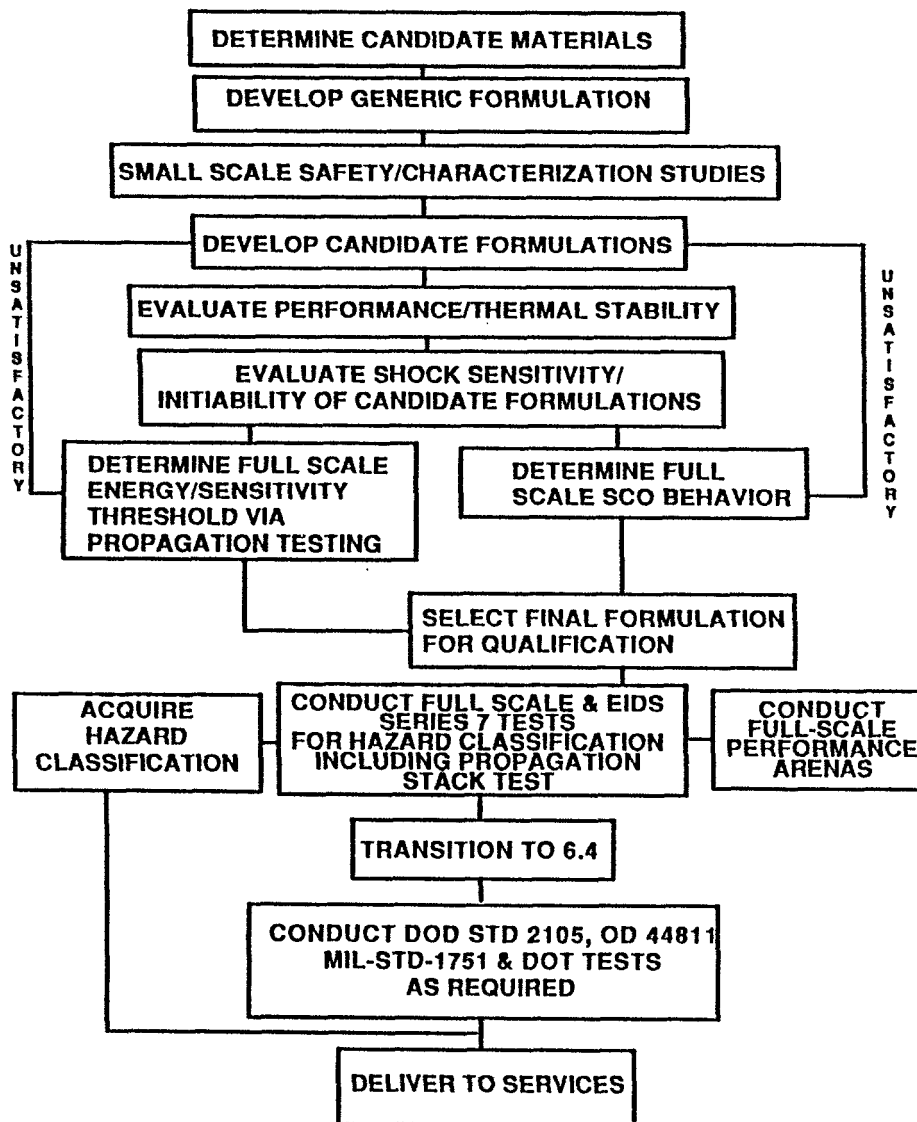 DETERMINE CANDIDATE MATERIALS
DEVELOP GENERIC FORMULATION
SMALL SCALE SAFETY/CHARACTERIZATION STUDIES
DEVELOP CANDIDATE FORMULATIONS
UNSATISFACTORY
UNSATISFACTORY
EVALUATE PERFORMANCE/THERMAL STABILITY
EVALUATE SHOCK SENSITIVITY/
INITIABILITY OF CANDIDATE FORMULATIONS
DETERMINE FULL SCALE
ENERGY/SENSITIVITY
THRESHOLD VIA
PROPAGATION TESTING
DETERMINE FULL
SCALE SCO BEHAVIOR
SELECT FINAL FORMULATION
FOR QUALIFICATION
ACQUIRE
HAZARD
CLASSIFICATION
CONDUCT FULL SCALE & EIDS
SERIES 7 TESTS
FOR HAZARD CLASSIFICATION
INCLUDING PROPAGATION
STACK TEST
CONDUCT
FULL-SCALE
PERFORMANCE
ARENAS
TRANSITION TO 6.4
CONDUCT DOD STD 2105, OD 44811
MIL-STD-1751 & DOT TESTS
AS REQUIRED
DELIVER TO SERVICES